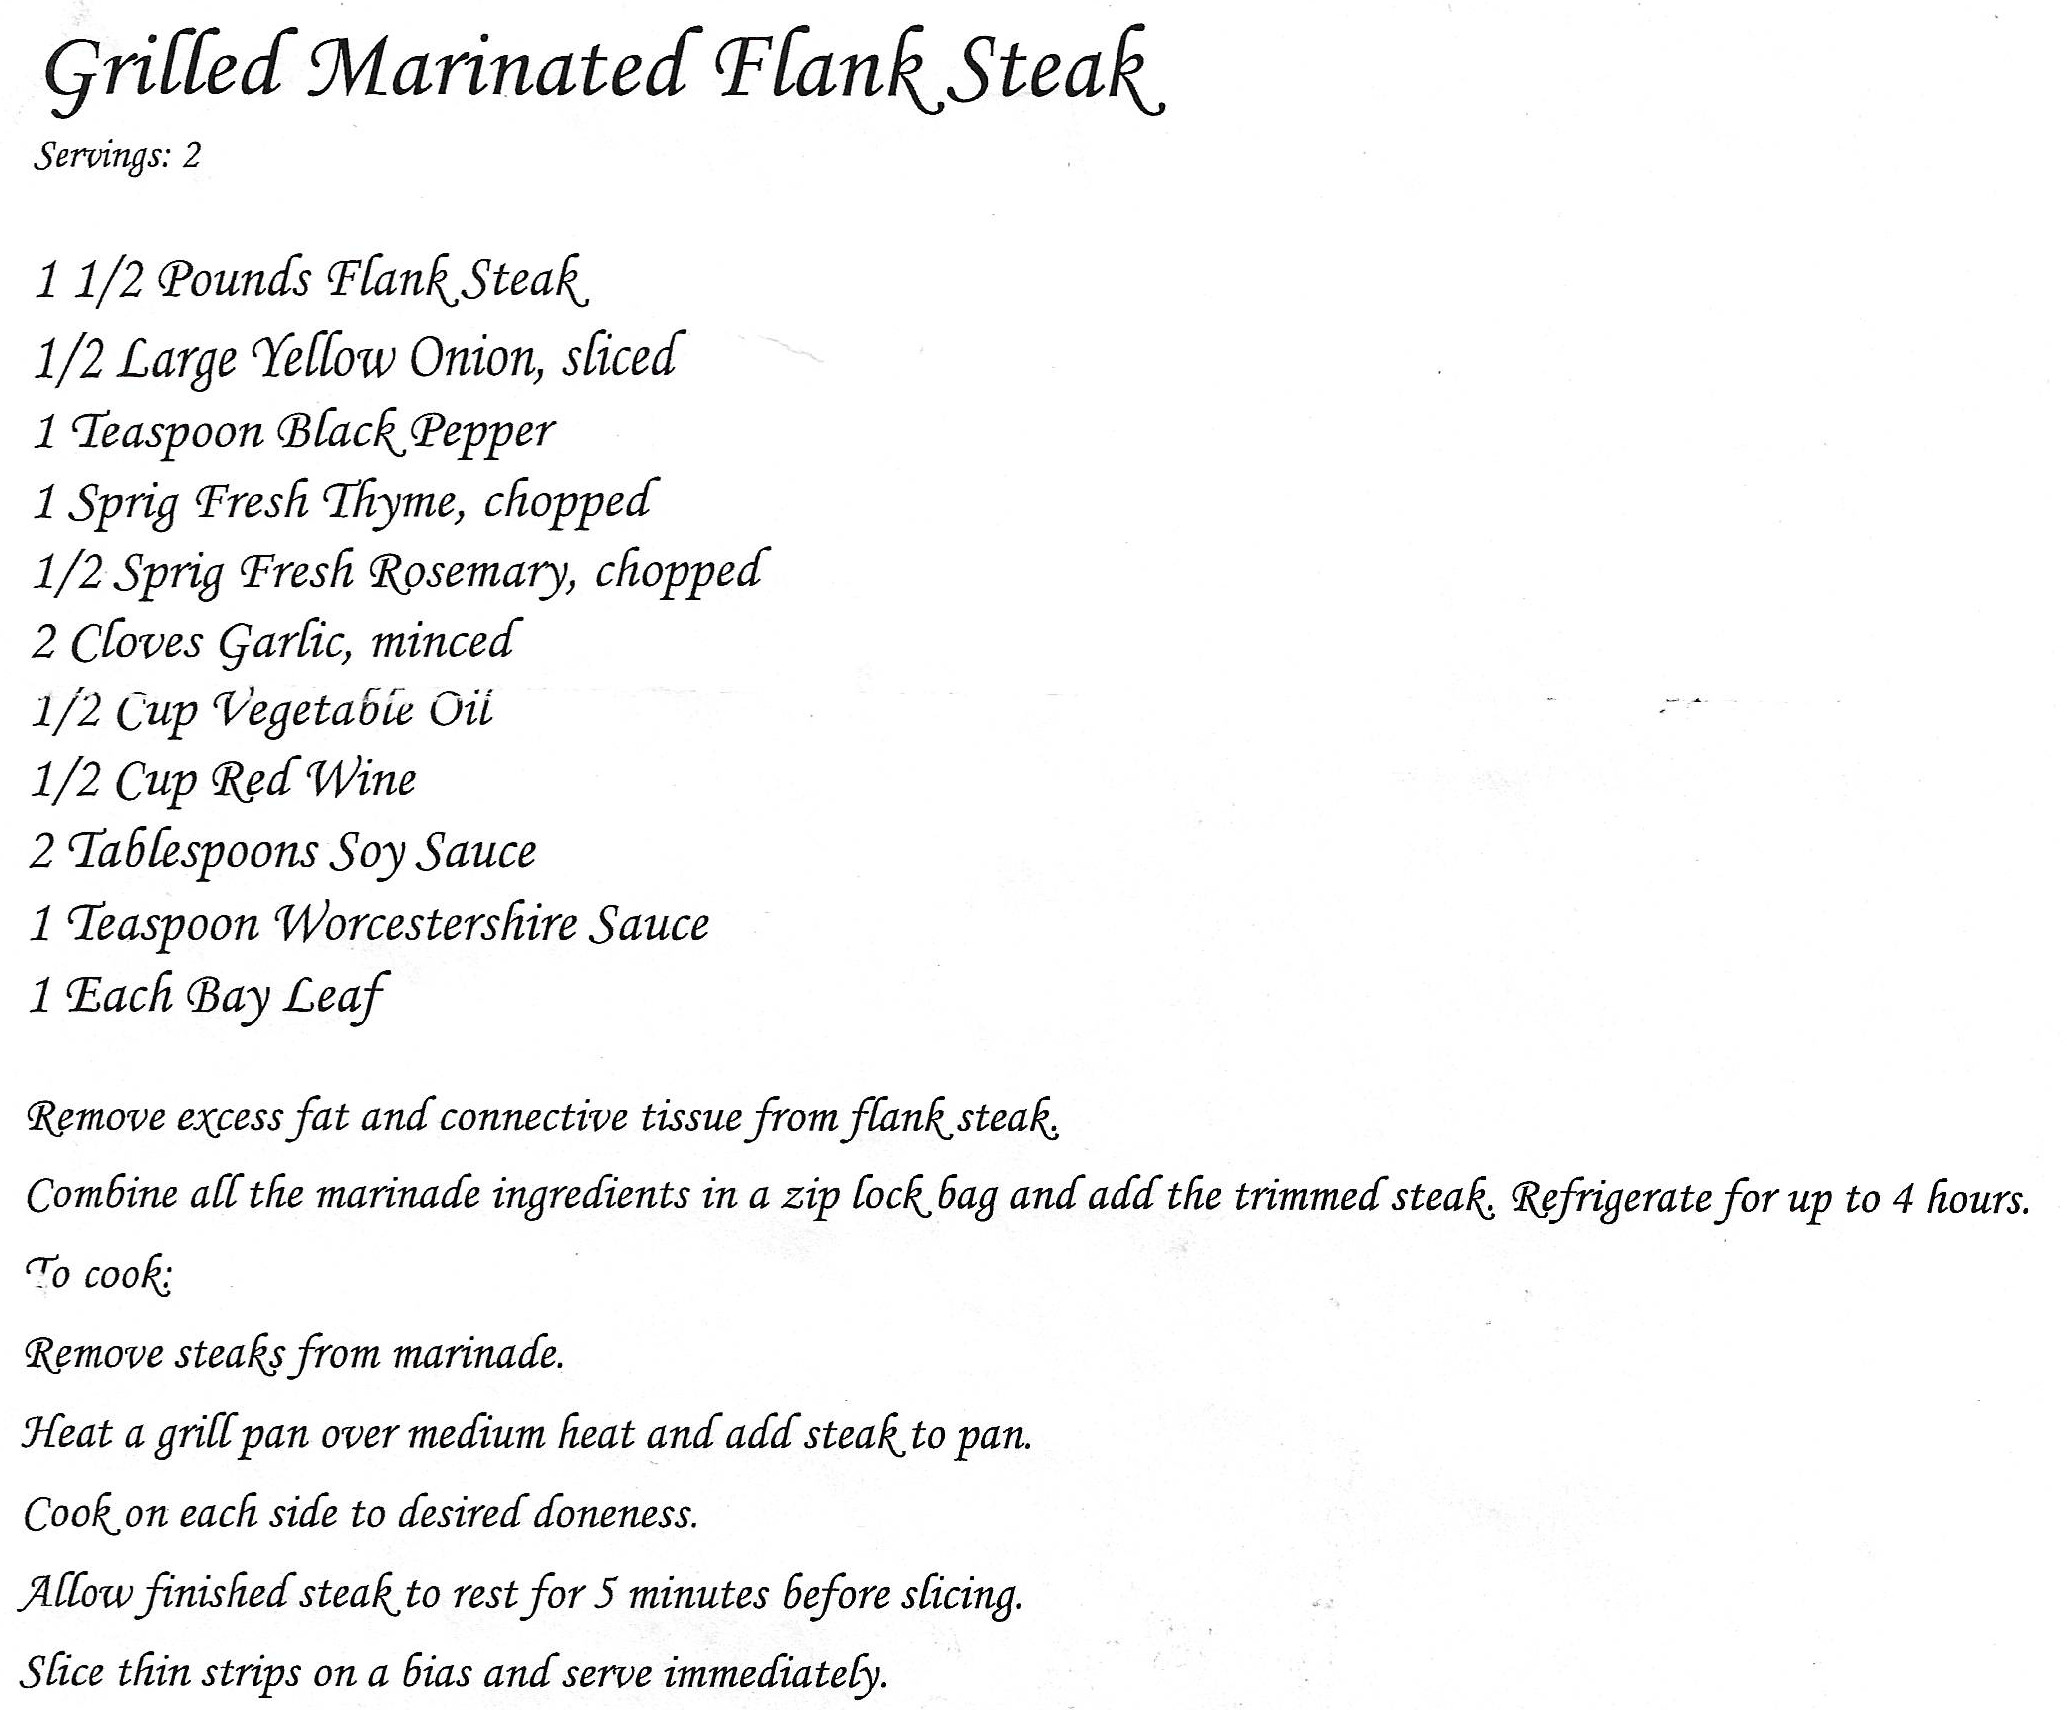 Grilled Marinated Flank Steak
Servings: 2
1 1/2 Pounds Flank Steak
1/2 Large Yellow Onion, sliced
1 Teaspoon Black Pepper
1 Sprig Fresh Thyme, chopped
1/2 Sprig Fresh Rosemary, chopped
2 Cloves Garlic, minced
1/2 Cup Vegetable Oil
1/2 Cup Red Wine
2 Tablespoons Soy Sauce
1 Teaspoon Worcestershire Sauce
1 Each Bay Leaf
Remove excess fat and connective tissue from flank steak.
Combine all the marinade ingredients in a zip lock bag and add the trimmed steak. Refrigerate for up to 4 hours.
To cook:
Remove steaks from marinade.
Heat a grill pan over medium heat and add steak to pan.
Cook on each side to desired doneness.
Allow finished steak to rest for 5 minutes before slicing.
Slice thin strips on a bias and serve immediately.